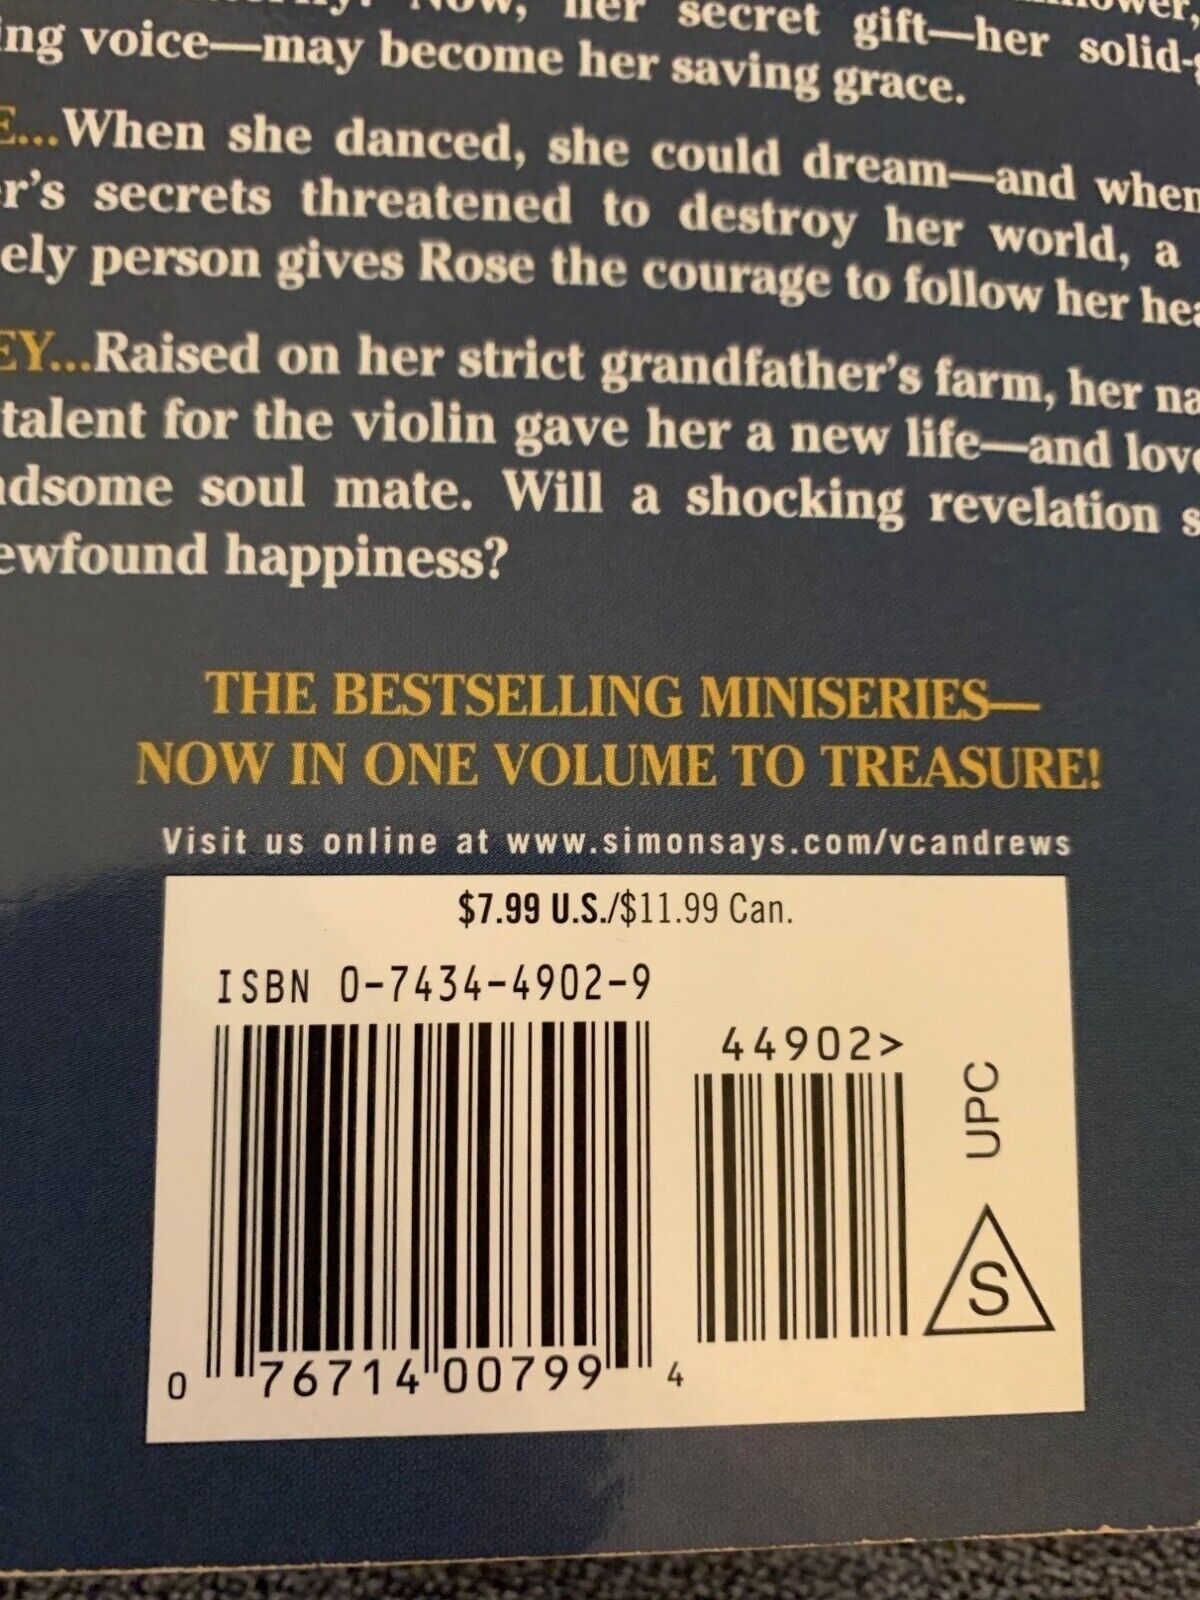 Now, her secret gift—her
ing voice—may become her saving grace.
E...When she danced, she could dream—and when
r's secrets threatened to destroy her world, a
ely person gives Rose the courage to follow her
EY...Raised on her strict grandfather's farm, her
talent for the violin gave her a new life—and
dsome soul mate. Will a shocking revelation
ewfound happiness?
THE BESTSELLING MINISERIES—
NOW IN ONE VOLUME TO TREASURE!
Visit us online at www.simonsays.com/vcandrews
$7.99 U.S./$11.99 Can.
ISBN 0-7434-4902-9
44902>
UPC
S
0 76714 00799 4